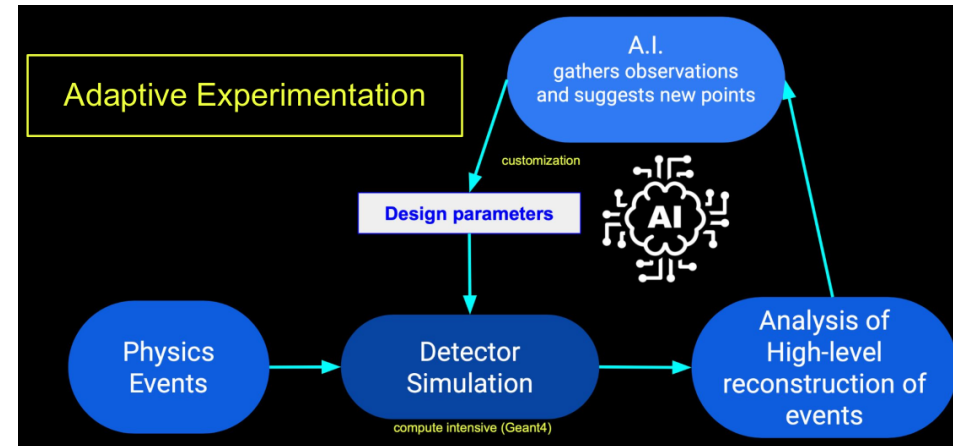 Adaptive Experimentation
A.I.
gathers observations
and suggests new points
customization
Design parameters
AI
Physics
Events
Detector
Simulation
compute intensive (Geant4)
Analysis of
High-level
reconstruction of
events